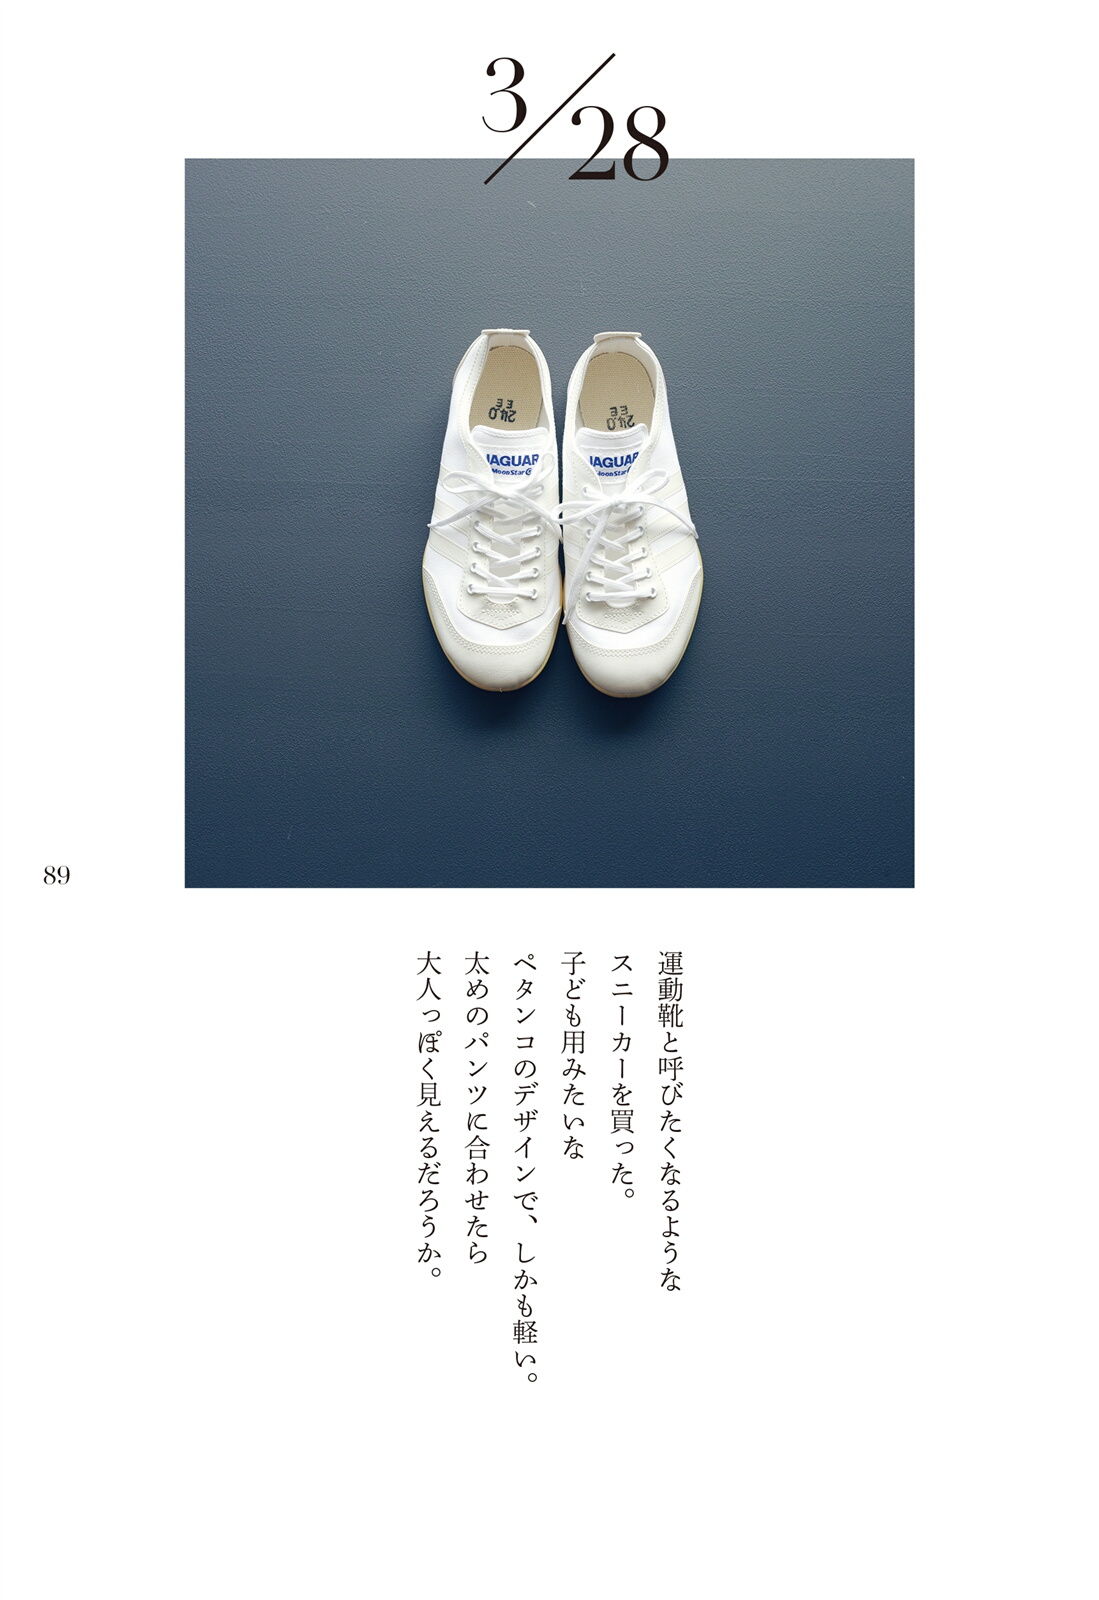 3/28
24.0
EE
24.0
EE
JAGUAR
MoonStar
JAGUAR
MoonStar
運動靴と呼びたくなるような
スニーカーを買った。
子ども用みたいな
ペタンコのデザインで、しかも軽い。
太めのパンツに合わせたら
大人っぽく見えるだろうか。
89